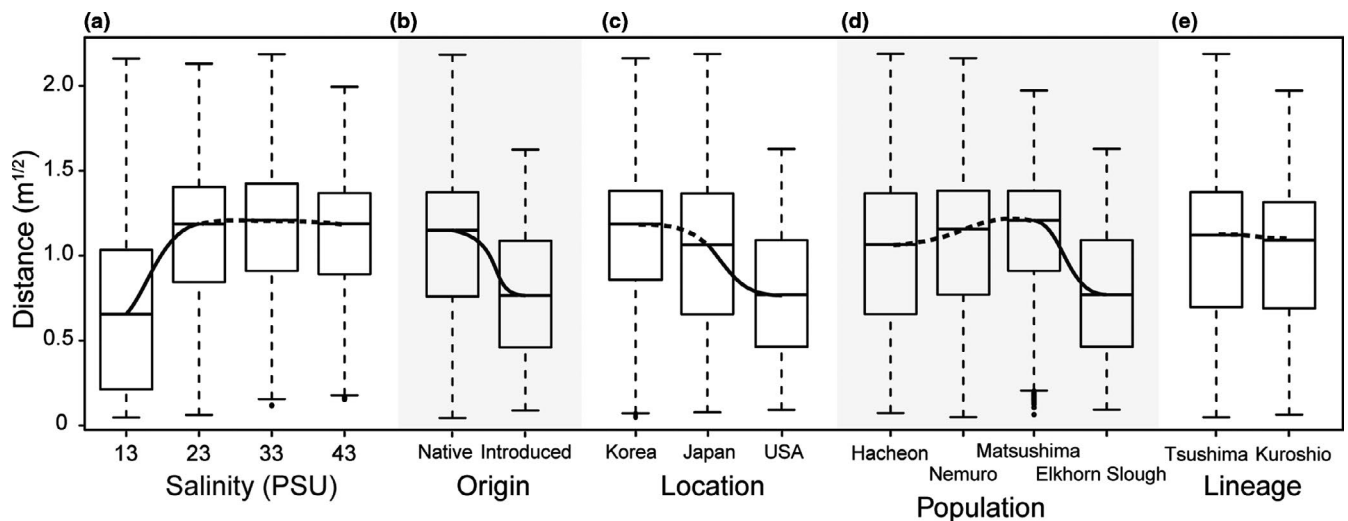 (a) (b) (c) (d) (e)
Distance (m^1/2)
2.0
1.5
1.0
0.5
0
13 23 33 43
Salinity (PSU)
Native Introduced
Origin
Korea Japan USA
Location
Hacheon Nemuro Matsushima Elkhorn Slough
Population
Tsushima Kuroshio
Lineage